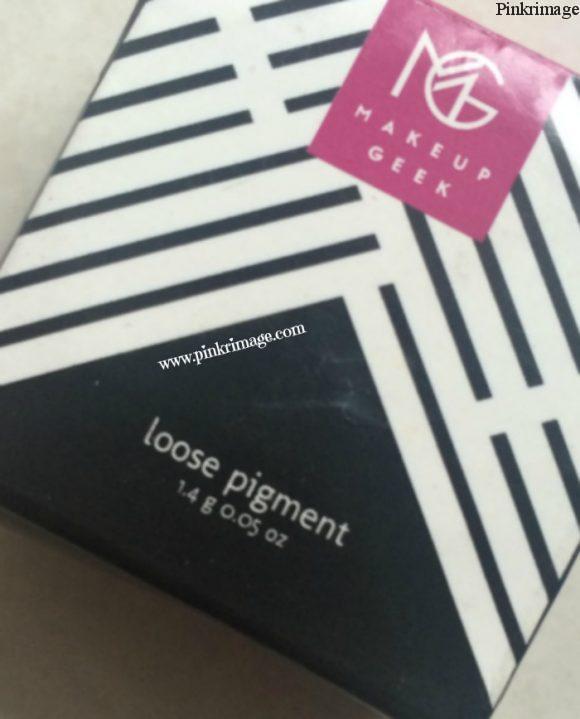 Pinkrimage
MG
MAKEUP
GEEK
www.pinkrimage.com
loose pigment
1.4 g 0.05 oz